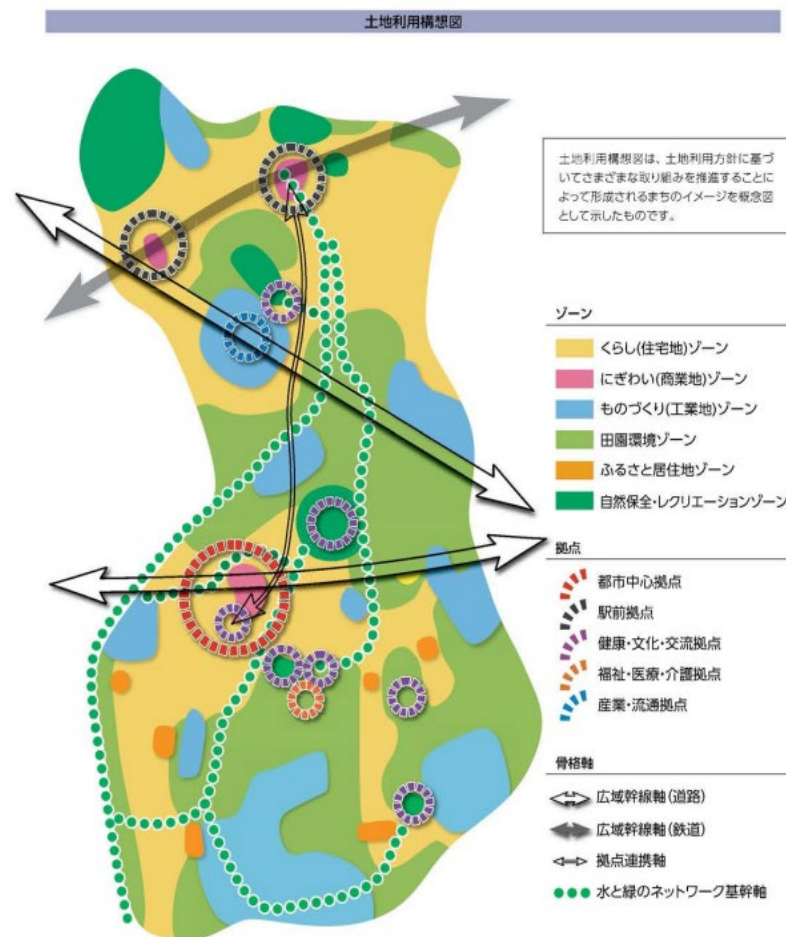 土地利用構想図
土地利用構想図は、土地利用方針に基づ
いてさまざまな取り組みを推進することに
よって形成されるまちのイメージを概念図
として示したものです。
ゾーン
くらし(住宅地)ゾーン
にぎわい(商業地)ゾーン
ものづくり(工業地)ゾーン
田園環境ゾーン
ふるさと居住地ゾーン
自然保全・レクリエーションゾーン
拠点
都市中心拠点
駅前拠点
健康・文化・交流拠点
福祉・医療・介護拠点
産業・流通拠点
骨格軸
広域幹線軸(道路)
広域幹線軸(鉄道)
拠点連携軸
水と緑のネットワーク基幹軸